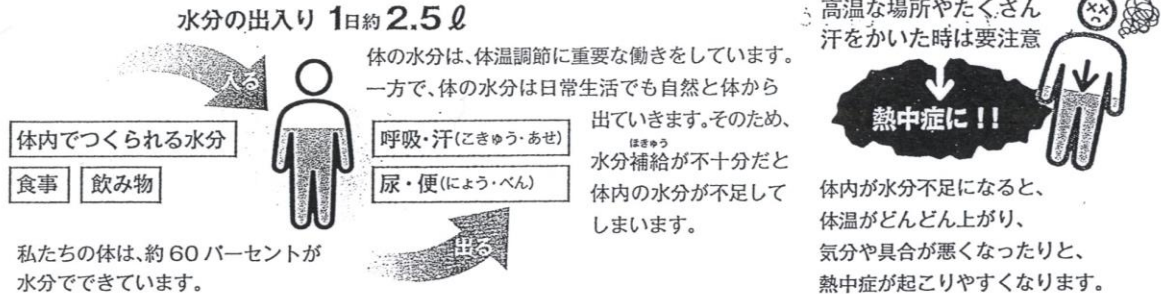 水分の出入り 1日約 2.5ℓ
入る
体内でつくられる水分
食事
飲み物
私たちの体は、約60パーセントが
水分でできています。
体の水分は、体温調節に重要な働きをしています。
一方で、体の水分は日常生活でも自然と体から
出ていきます。そのため、
ほきゅう
水分補給が不十分だと
体内の水分が不足して
しまいます。
呼吸・汗(こきゅう・あせ)
尿・便(にょう・べん)
出る
高温な場所やたくさん
汗をかいた時は要注意
熱中症に!!
体内が水分不足になると、
体温がどんどん上がり、
気分や具合が悪くなったりと、
熱中症が起こりやすくなります。